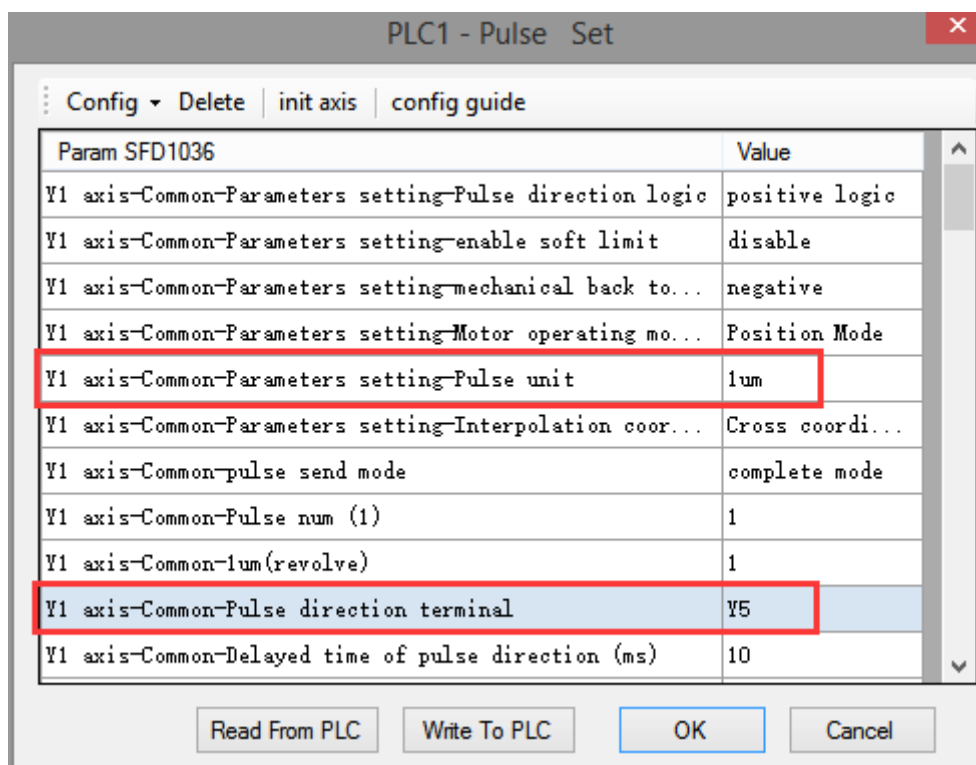 PLC1 - Pulse Set
Config Delete init axis config guide
Param SFD1036 Value
Y1 axis-Common-Parameters setting-Pulse direction logic positive logic
Y1 axis-Common-Parameters setting-enable soft limit disable
Y1 axis-Common-Parameters setting-mechanical back to... negative
Y1 axis-Common-Parameters setting-Motor operating mo... Position Mode
Y1 axis-Common-Parameters setting-Pulse unit 1um
Y1 axis-Common-Parameters setting-Interpolation coor... Cross coordi...
Y1 axis-Common-pulse send mode complete mode
Y1 axis-Common-Pulse num (1) 1
Y1 axis-Common-1um(revolve) 1
Y1 axis-Common-Pulse direction terminal Y5
Y1 axis-Common-Delayed time of pulse direction (ms) 10
Read From PLC Write To PLC OK Cancel